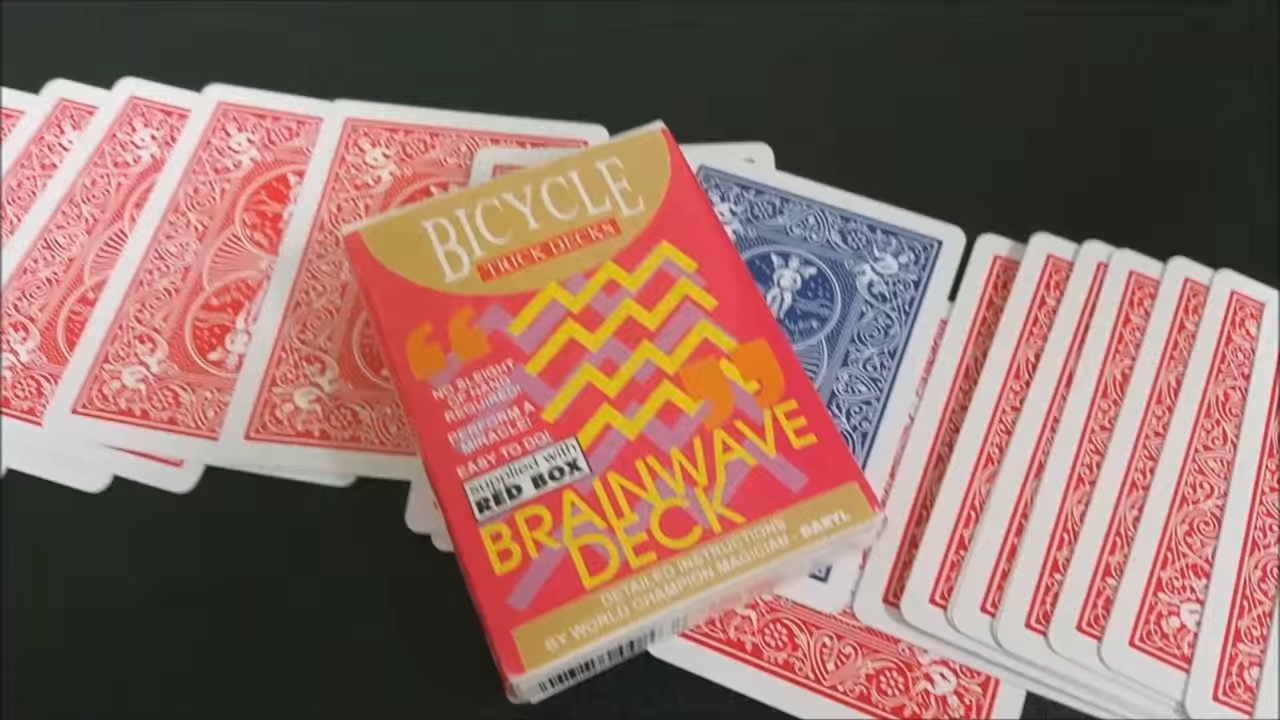 BICYCLE
TRICK DECKS
NO SLEIGHT
OF HAND
REQUIRED!
PERFORM A
MIRACLE!
EASY TO DO!
Supplied with
RED BOX
BRAINWAVE
DECK
DETAILED INSTRUCTIONS
BY WORLD CHAMPION MAGICIAN - DARYL